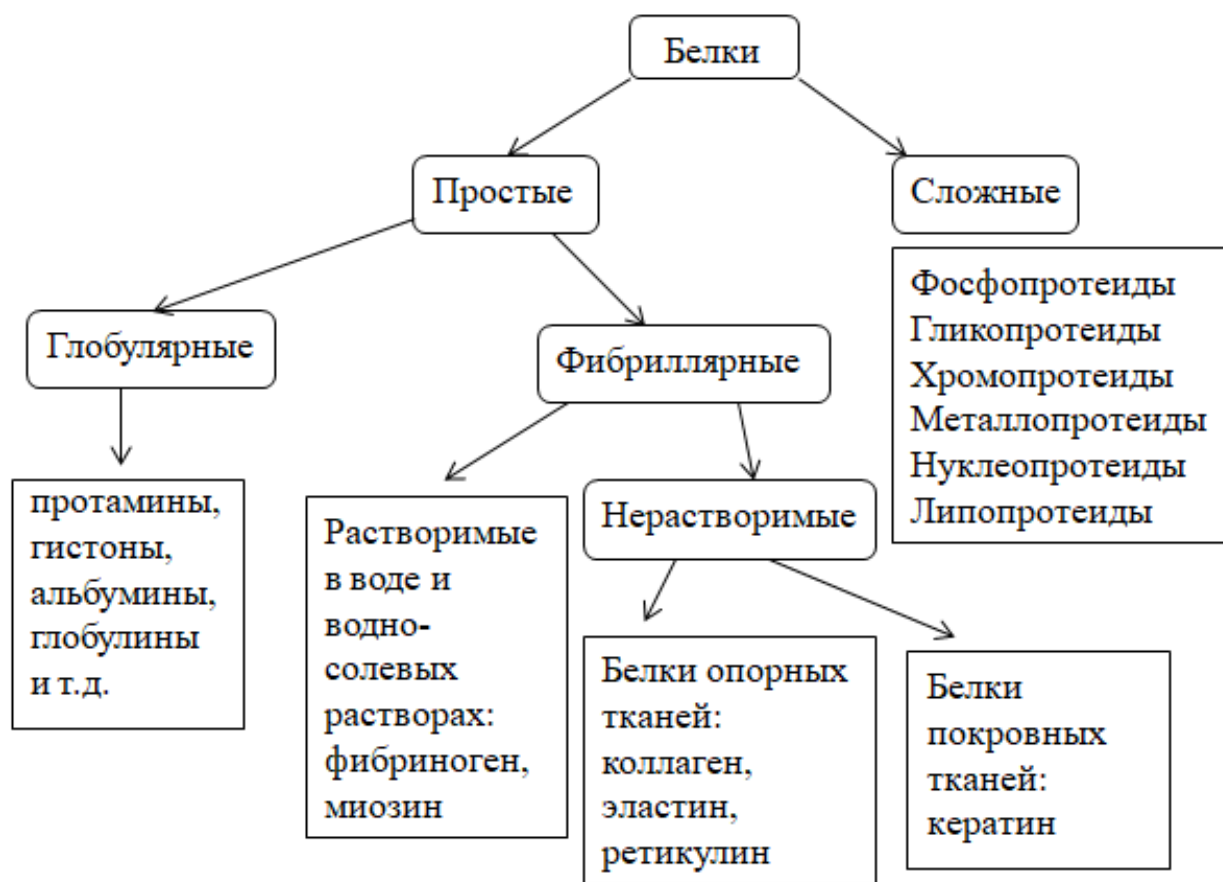 Белки
Простые
Сложные
Фосфопротеиды
Гликопротеиды
Хромопротеиды
Металлопротеиды
Нуклеопротеиды
Липопротеиды
Глобулярные
Фибриллярные
протамины,
гистоны,
альбумины,
глобулины
и т.д.
Растворимые
в воде и
водно-
солевых
растворах:
фибриноген,
миозин
Нерастворимые
Белки опорных
тканей:
коллаген,
эластин,
ретикулин
Белки
покровных
тканей:
кератин